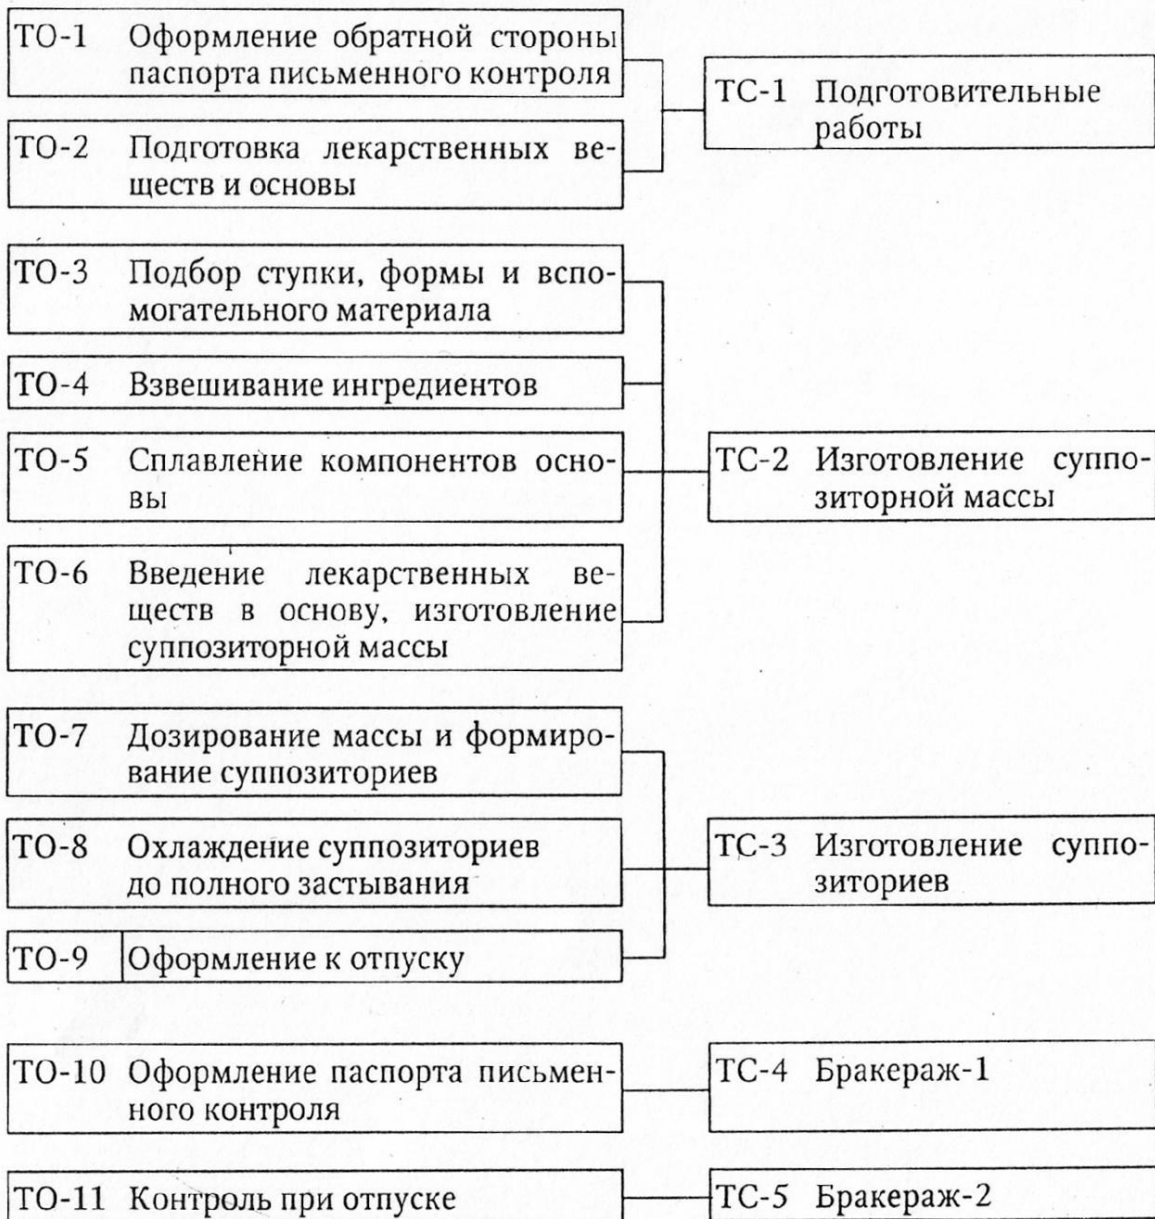 ТО-1 Оформление обратной стороны
паспорта письменного контроля
ТС-1 Подготовительные
работы
ТО-2 Подготовка лекарственных ве-
ществ и основы
ТО-3 Подбор ступки, формы и вспо-
могательного материала
ТО-4 Взвешивание ингредиентов
ТО-5 Сплавление компонентов осно-
вы
ТС-2 Изготовление суппо-
зиторной массы
ТО-6 Введение лекарственных ве-
ществ в основу, изготовление
суппозиторной массы
ТО-7 Дозирование массы и формиро-
вание суппозиториев
ТО-8 Охлаждение суппозиториев
до полного застывания
ТС-3 Изготовление суппо-
зиториев
ТО-9 Оформление к отпуску
ТО-10 Оформление паспорта письмен-
ного контроля
ТС-4 Бракераж-1
ТО-11 Контроль при отпуске
ТС-5 Бракераж-2